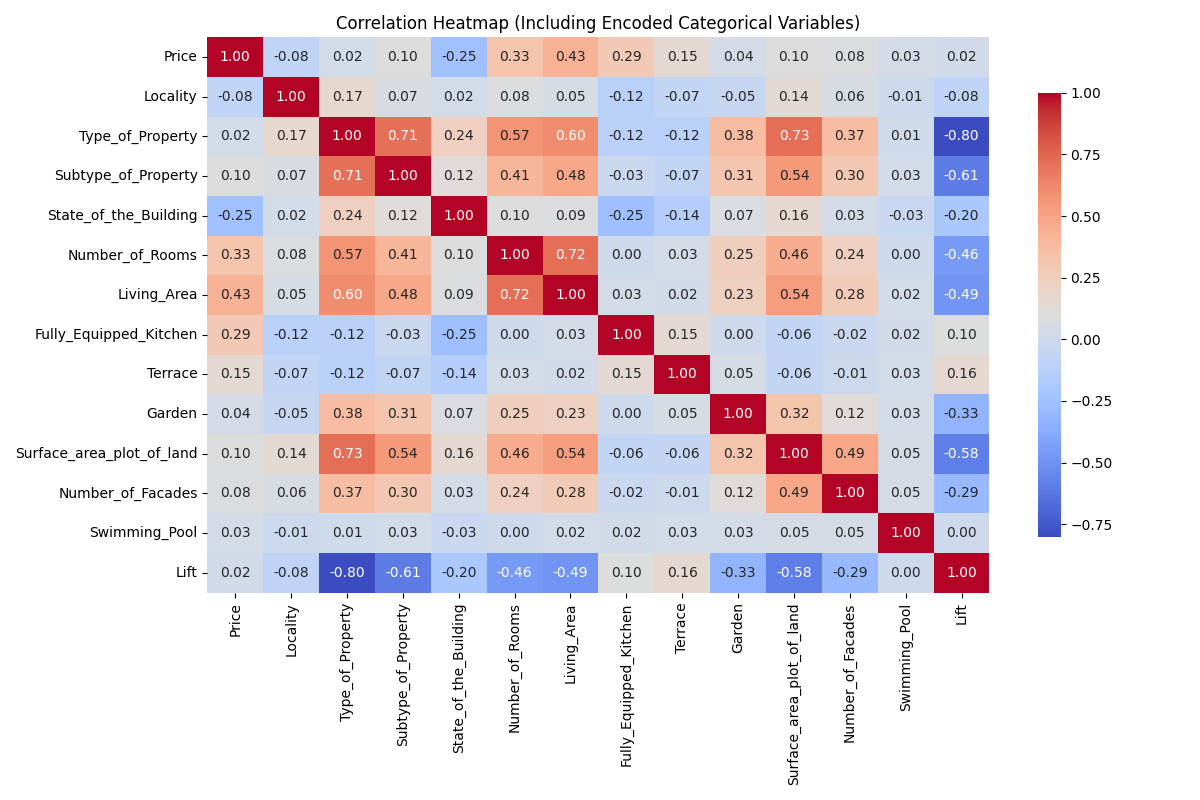 Correlation Heatmap (Including Encoded Categorical Variables)
Price 1.00 -0.08 0.02 0.10 -0.25 0.33 0.43 0.29 0.15 0.04 0.10 0.08 0.03 0.02
Locality -0.08 1.00 0.17 0.07 0.02 0.08 0.05 -0.12 -0.07 -0.05 0.14 0.06 -0.01 -0.08
Type_of_Property 0.02 0.17 1.00 0.71 0.24 0.57 0.60 -0.12 -0.12 0.38 0.73 0.37 0.01 -0.80
Subtype_of_Property 0.10 0.07 0.71 1.00 0.12 0.41 0.48 -0.03 -0.07 0.31 0.54 0.30 0.03 -0.61
State_of_the_Building -0.25 0.02 0.24 0.12 1.00 0.10 0.09 -0.25 -0.14 0.07 0.16 0.03 -0.03 -0.20
Number_of_Rooms 0.33 0.08 0.57 0.41 0.10 1.00 0.72 0.00 0.03 0.25 0.46 0.24 0.00 -0.46
Living_Area 0.43 0.05 0.60 0.48 0.09 0.72 1.00 0.03 0.02 0.23 0.54 0.28 0.02 -0.49
Fully_Equipped_Kitchen 0.29 -0.12 -0.12 -0.03 -0.25 0.00 0.03 1.00 0.15 0.00 -0.06 -0.02 0.02 0.10
Terrace 0.15 -0.07 -0.12 -0.07 -0.14 0.03 0.02 0.15 1.00 0.05 -0.06 -0.01 0.03 0.16
Garden 0.04 -0.05 0.38 0.31 0.07 0.25 0.23 0.00 0.05 1.00 0.32 0.12 0.03 -0.33
Surface_area_plot_of_land 0.10 0.14 0.73 0.54 0.16 0.46 0.54 -0.06 -0.06 0.32 1.00 0.49 0.05 -0.58
Number_of_Facades 0.08 0.06 0.37 0.30 0.03 0.24 0.28 -0.02 -0.01 0.12 0.49 1.00 0.05 -0.29
Swimming_Pool 0.03 -0.01 0.01 0.03 -0.03 0.00 0.02 0.02 0.03 0.03 0.05 0.05 1.00 0.00
Lift 0.02 -0.08 -0.80 -0.61 -0.20 -0.46 -0.49 0.10 0.16 -0.33 -0.58 -0.29 0.00 1.00
Price
Locality
Type_of_Property
Subtype_of_Property
State_of_the_Building
Number_of_Rooms
Living_Area
Fully_Equipped_Kitchen
Terrace
Garden
Surface_area_plot_of_land
Number_of_Facades
Swimming_Pool
Lift
1.00
0.75
0.50
0.25
0.00
−0.25
−0.50
−0.75